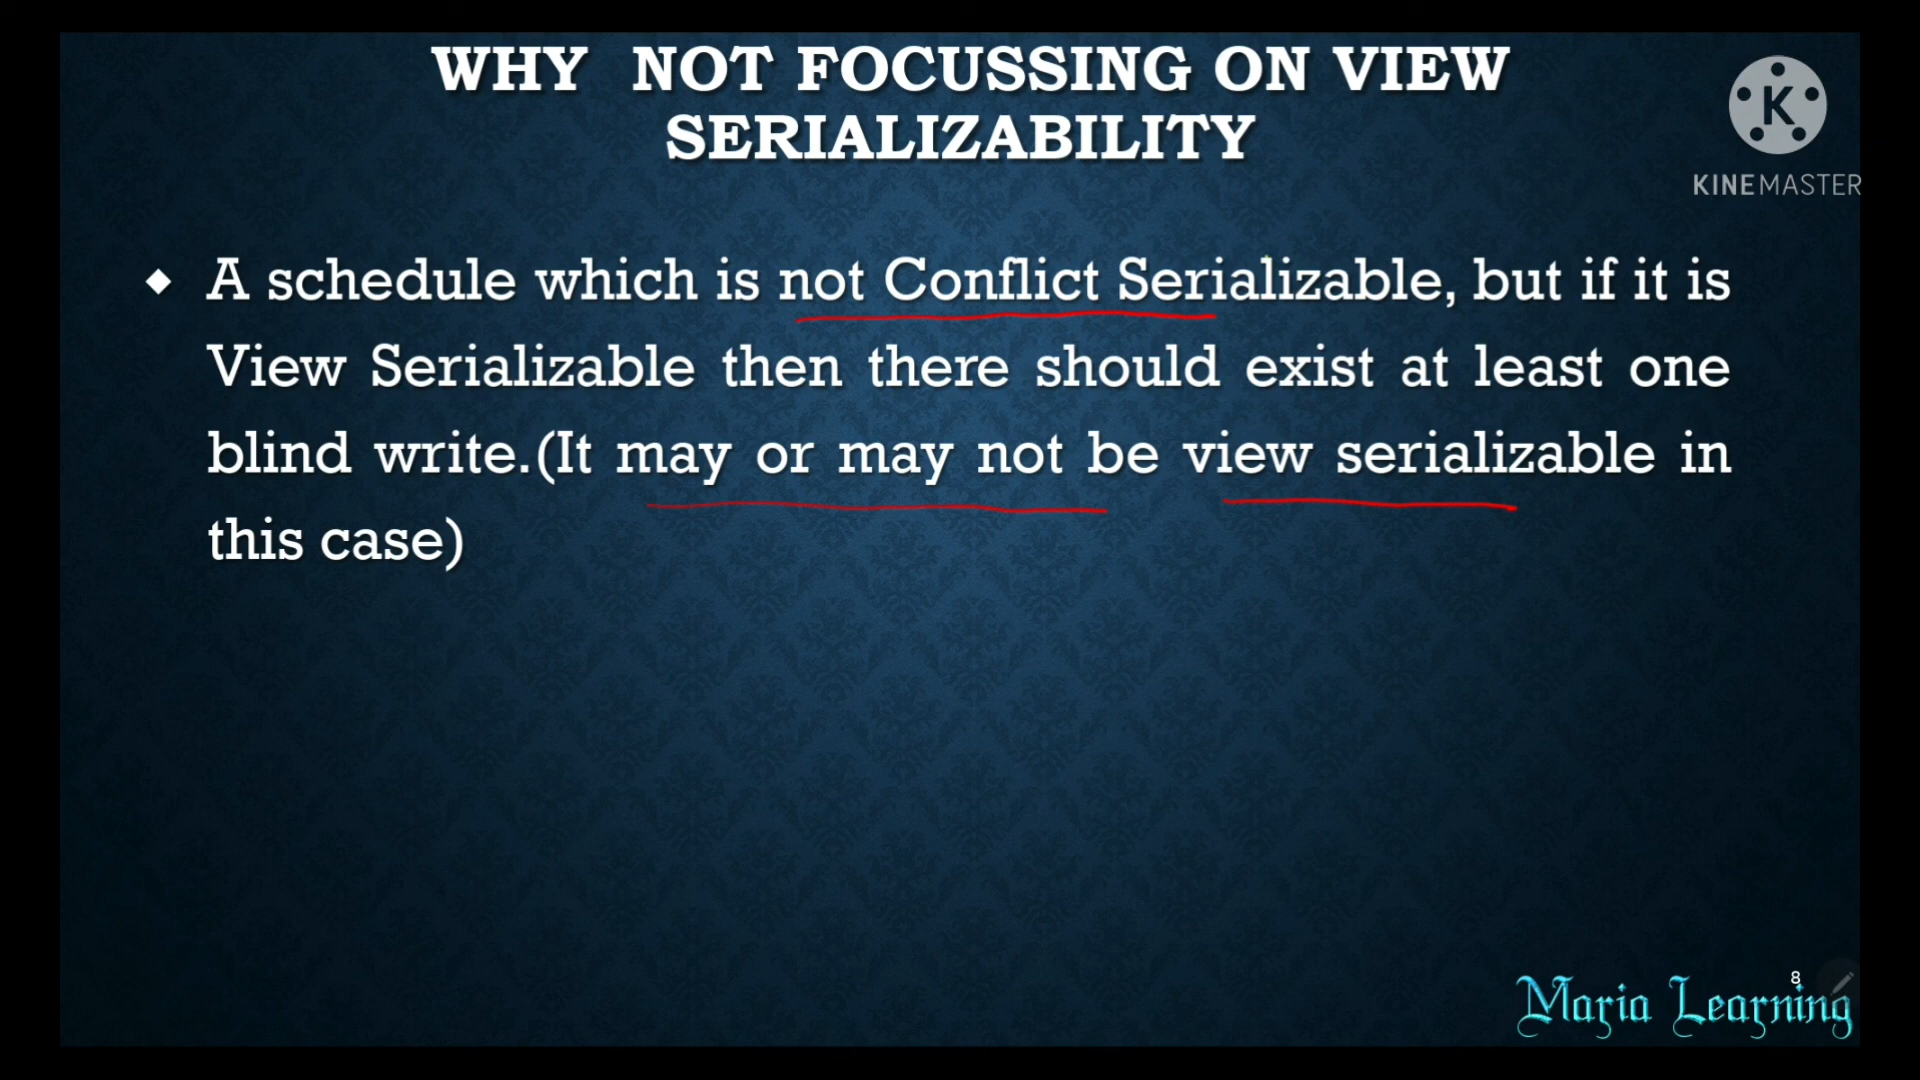 WHY NOT FOCUSSING ON VIEW
SERIALIZABILITY
K
KINEMASTER
◆ A schedule which is not Conflict Serializable, but if it is
View Serializable then there should exist at least one
blind write.(It may or may not be view serializable in
this case)
8
Maria Learning